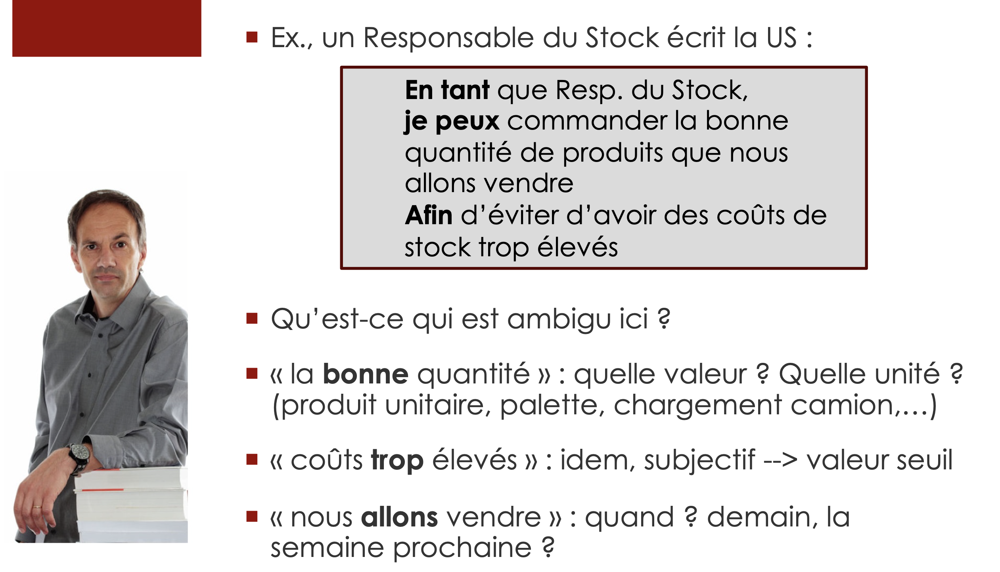 Ex., un Responsable du Stock écrit la US :
En tant que Resp. du Stock,
je peux commander la bonne
quantité de produits que nous
allons vendre
Afin d’éviter d’avoir des coûts de
stock trop élevés
Qu’est-ce qui est ambigu ici ?
« la bonne quantité » : quelle valeur ? Quelle unité ?
(produit unitaire, palette, chargement camion,…)
« coûts trop élevés » : idem, subjectif --> valeur seuil
« nous allons vendre » : quand ? demain, la
semaine prochaine ?